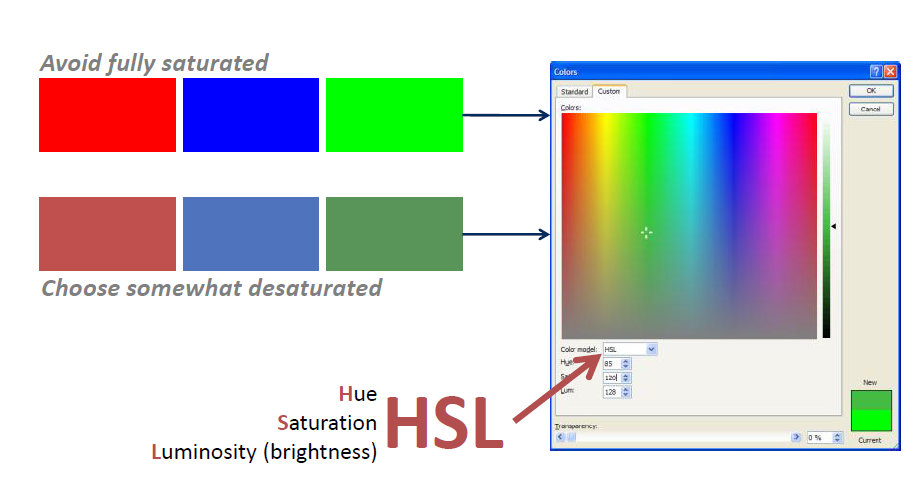 Avoid fully saturated
Choose somewhat desaturated
Hue
Saturation
Luminosity (brightness)
HSL
Colors
Standard
Custom
OK
Cancel
Colors:
Color model: HSL
Hue: 85
Sat: 120
Lum: 128
New
Current
Transparency:
0 %